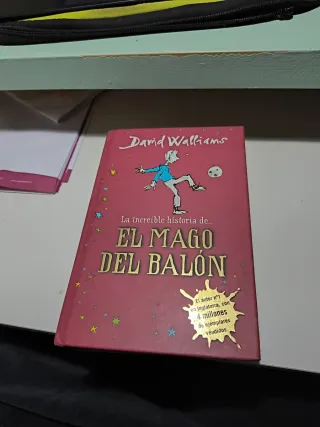 David Walliams
La increíble historia de...
EL MAGO
DEL BALÓN
El autor nº1
en Inglaterra, con
4 millones
de ejemplares
vendidos